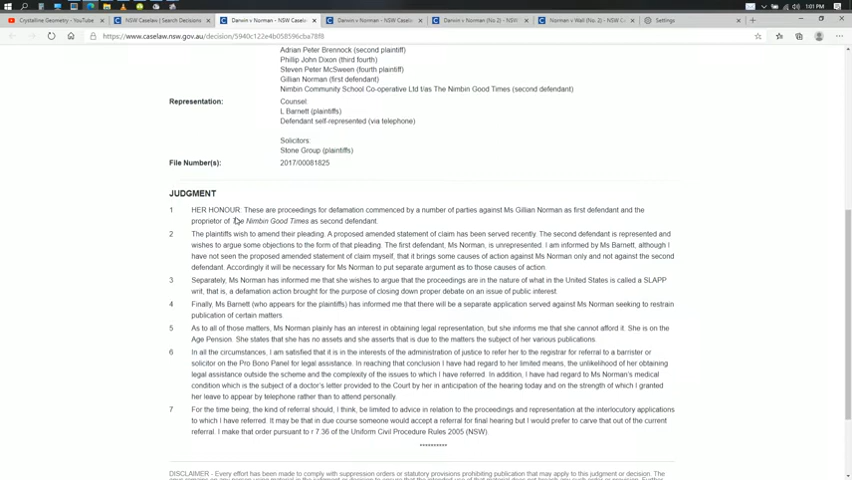 Crystalline Geometry - YouTube
NSW Caselaw | Search Decisions
Darwin v Norman - NSW Caselaw
Darwin v Norman - NSW Caselaw
Darwin v Norman (No 2) - NSW C
Norman v Wall (No. 2) - NSW C
Settings
1:01 PM
https://www.caselaw.nsw.gov.au/decision/5940c122e4b058596cba78f8
Adrian Peter Brennock (second plaintiff)
Phillip John Dixon (third fourth)
Steven Peter McSween (fourth plaintiff)
Gillian Norman (first defendant)
Nimbin Community School Co-operative Ltd t/as The Nimbin Good Times (second defendant)
Representation:
Counsel:
L Barnett (plaintiffs)
Defendant self-represented (via telephone)
Solicitors:
Stone Group (plaintiffs)
File Number(s):
2017/00081825
JUDGMENT
1 HER HONOUR: These are proceedings for defamation commenced by a number of parties against Ms Gillian Norman as first defendant and the
proprietor of The Nimbin Good Times as second defendant.
2 The plaintiffs wish to amend their pleading. A proposed amended statement of claim has been served recently. The second defendant is represented and
wishes to argue some objections to the form of that pleading. The first defendant, Ms Norman, is unrepresented. I am informed by Ms Barnett, although I
have not seen the proposed amended statement of claim myself, that it brings some causes of action against Ms Norman only and not against the second
defendant. Accordingly it will be necessary for Ms Norman to put separate argument as to those causes of action.
3 Separately, Ms Norman has informed me that she wishes to argue that the proceedings are in the nature of what in the United States is called a SLAPP
writ, that is, a defamation action brought for the purpose of closing down proper debate on an issue of public interest.
4 Finally, Ms Barnett (who appears for the plaintiffs) has informed me that there will be a separate application served against Ms Norman seeking to restrain
publication of certain matters.
5 As to all of those matters, Ms Norman plainly has an interest in obtaining legal representation, but she informs me that she cannot afford it. She is on the
Age Pension. She states that she has no assets and she asserts that is due to the matters the subject of her various publications.
6 In all the circumstances, I am satisfied that it is in the interests of the administration of justice to refer her to the registrar for referral to a barrister or
solicitor on the Pro Bono Panel for legal assistance. In reaching that conclusion I have had regard to her limited means, the unlikelihood of her obtaining
legal assistance outside the scheme and the complexity of the issues to which I have referred. In addition, I have had regard to Ms Norman's medical
condition which is the subject of a doctor's letter provided to the Court by her in anticipation of the hearing today and on the strength of which I granted
her leave to appear by telephone rather than to attend personally.
7 For the time being, the kind of referral should, I think, be limited to advice in relation to the proceedings and representation at the interlocutory applications
to which I have referred. It may be that in due course someone would accept a referral for final hearing but I would prefer to carve that out of the current
referral. I make that order pursuant to r 7.36 of the Uniform Civil Procedure Rules 2005 (NSW).
**********
DISCLAIMER - Every effort has been made to comply with suppression orders or statutory provisions prohibiting publication that may apply to this judgment or decision. The